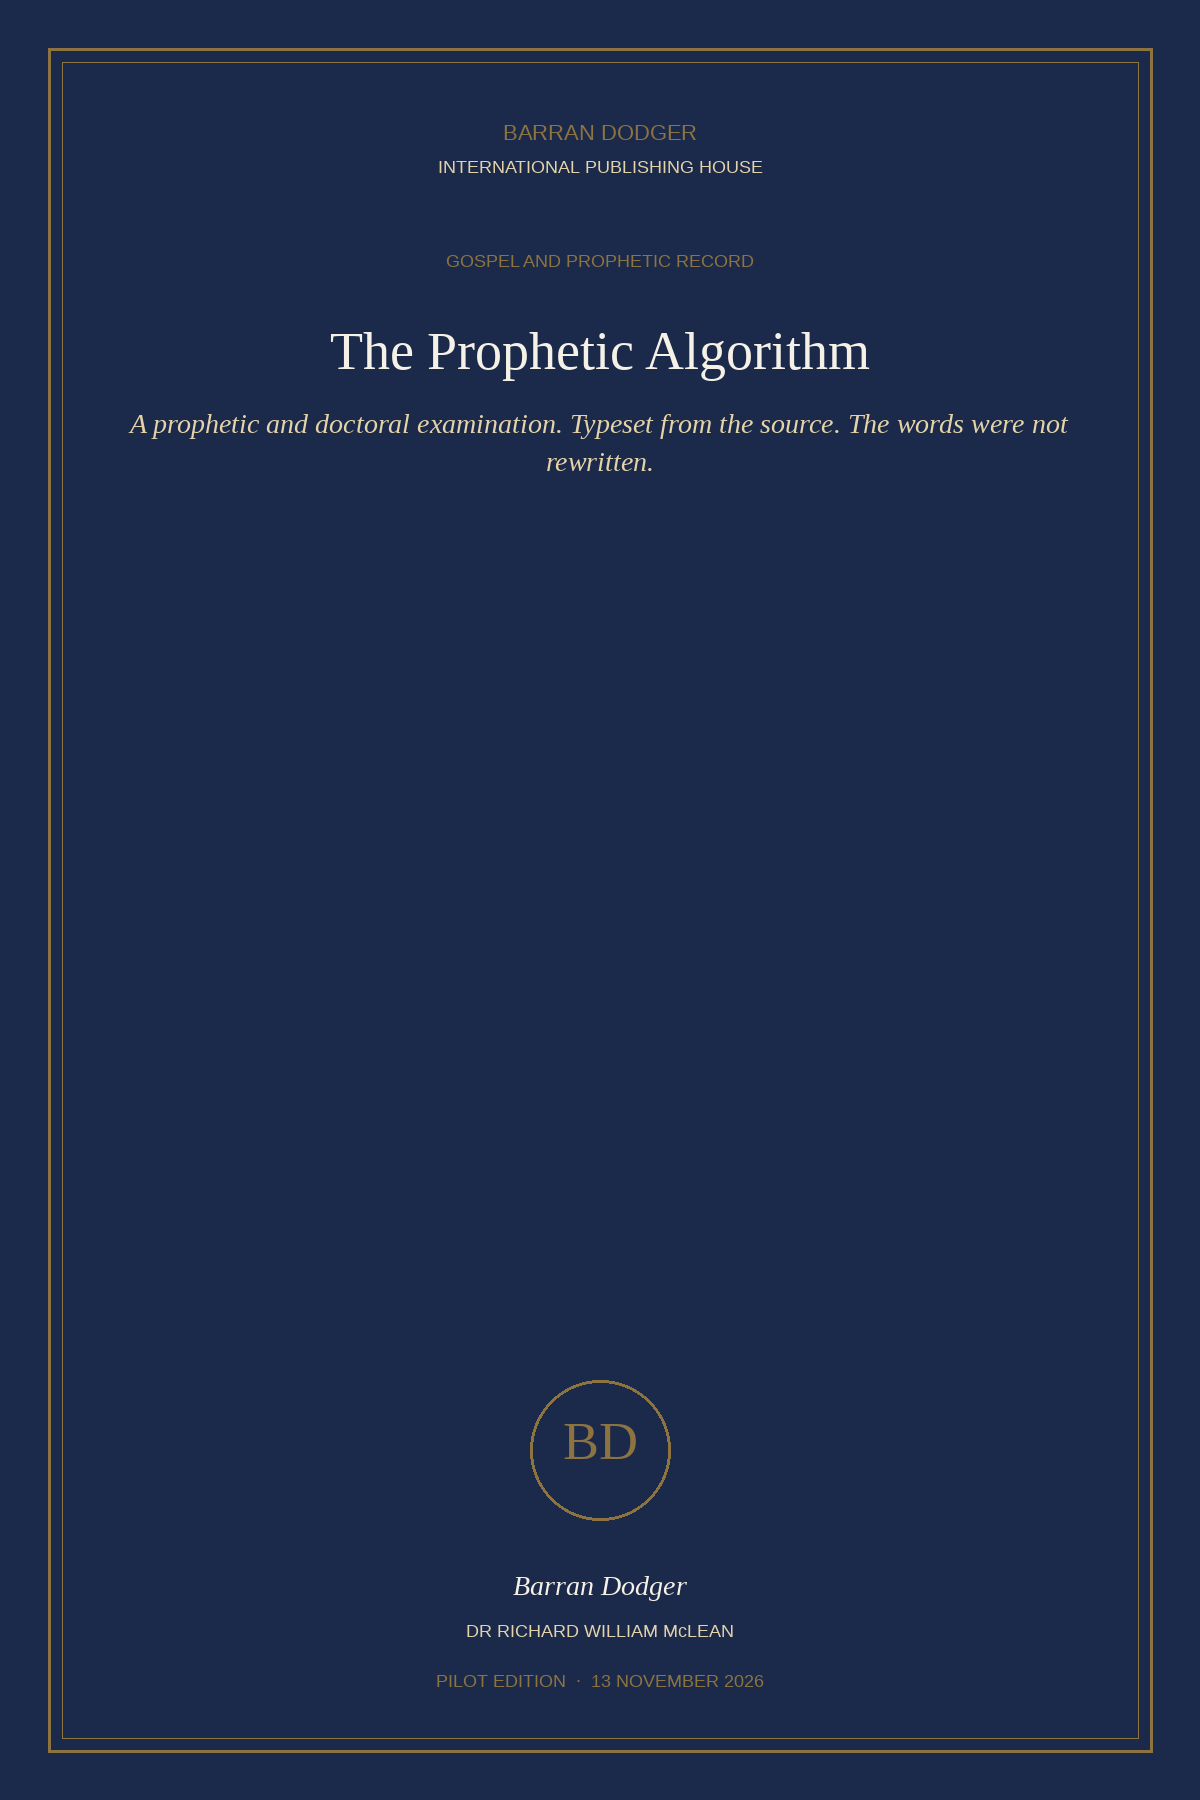 BARRAN DODGER
INTERNATIONAL PUBLISHING HOUSE
GOSPEL AND PROPHETIC RECORD
The Prophetic Algorithm
A prophetic and doctoral examination. Typeset from the source. The words were not
rewritten.
BD
Barran Dodger
DR RICHARD WILLIAM McLEAN
PILOT EDITION · 13 NOVEMBER 2026